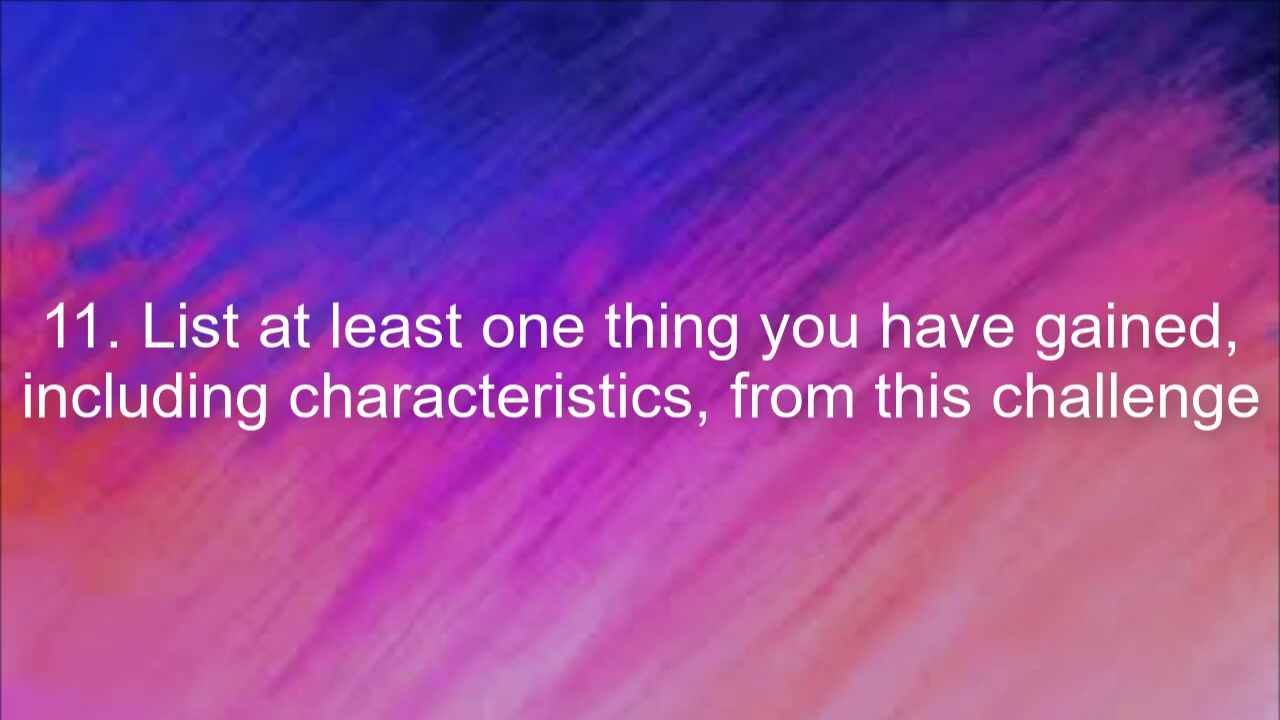 11. List at least one thing you have gained,
including characteristics, from this challenge